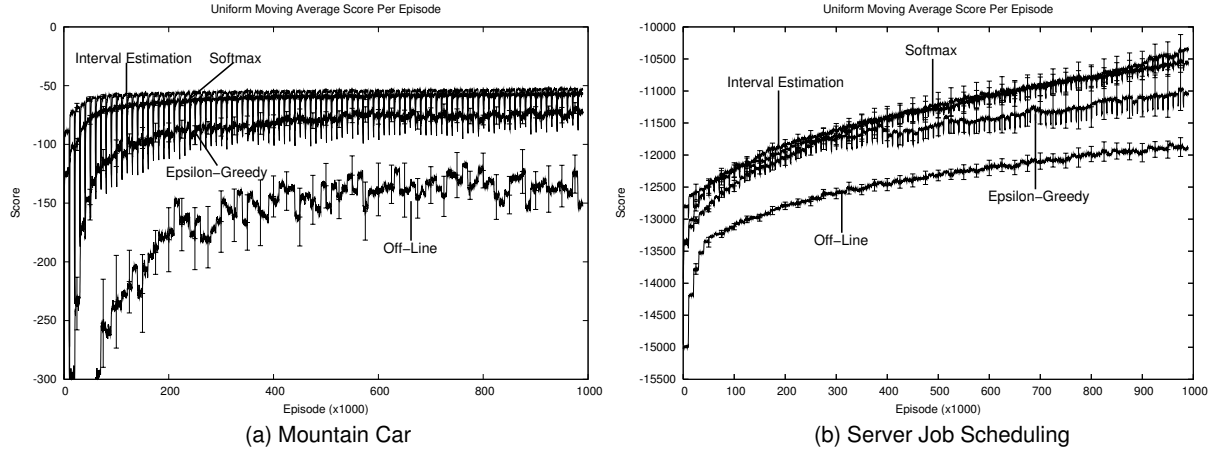 Uniform Moving Average Score Per Episode
0
-50
-100
-150
-200
-250
-300
Score
Interval Estimation
Softmax
Epsilon-Greedy
Off-Line
0 200 400 600 800 1000
Episode (x1000)
(a) Mountain Car
Uniform Moving Average Score Per Episode
-10000
-10500
-11000
-11500
-12000
-12500
-13000
-13500
-14000
-14500
-15000
-15500
Score
Softmax
Interval Estimation
Epsilon-Greedy
Off-Line
0 100 200 300 400 500 600 700 800 900 1000
Episode (x1000)
(b) Server Job Scheduling